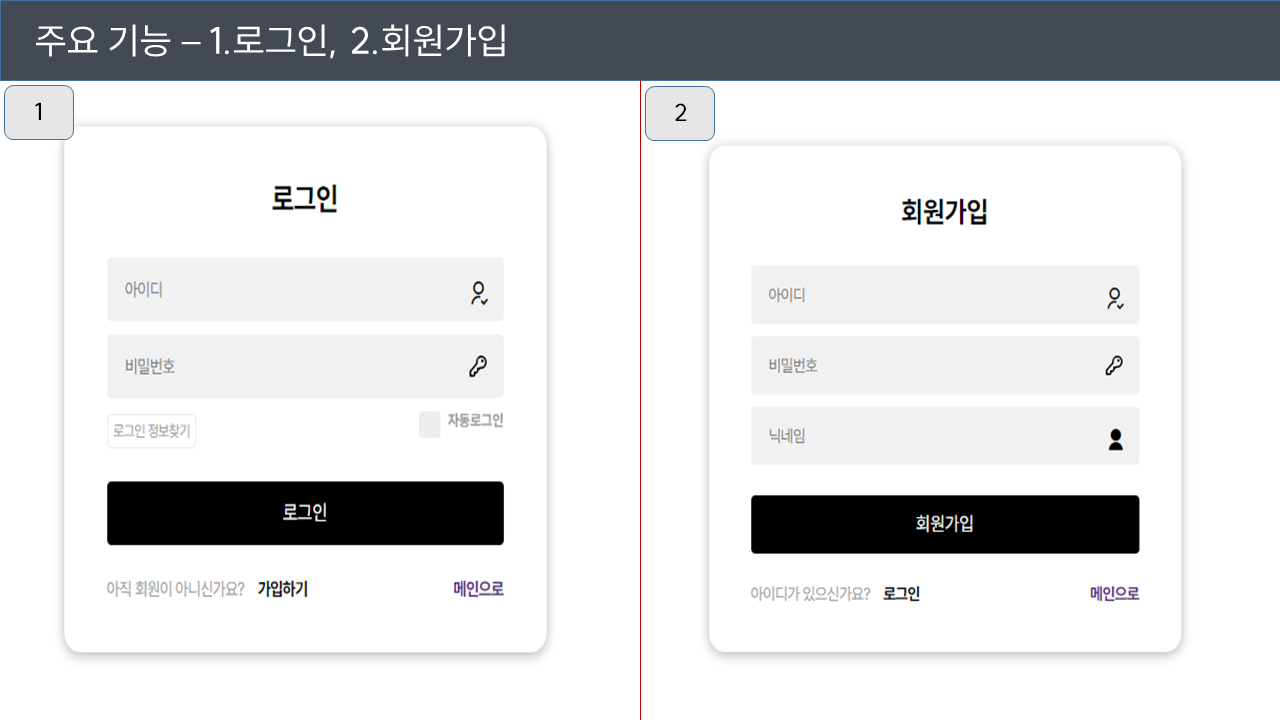 주요 기능 – 1.로그인, 2.회원가입
1
로그인
아이디
비밀번호
로그인 정보찾기
자동로그인
로그인
아직 회원이 아니신가요? 가입하기 메인으로
2
회원가입
아이디
비밀번호
닉네임
회원가입
아이디가 있으신가요? 로그인 메인으로